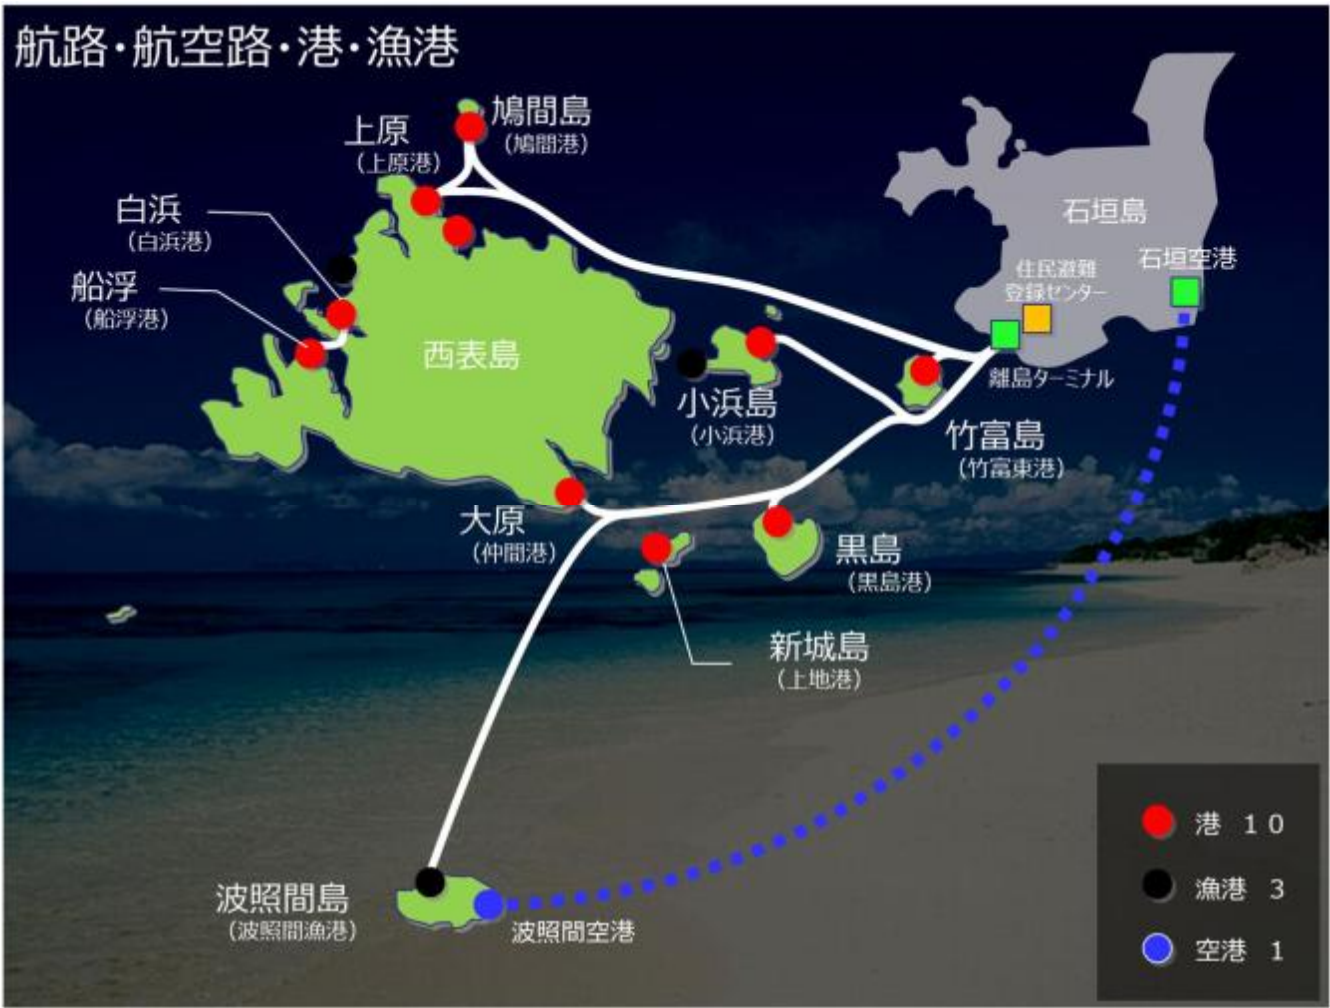 航路・航空路・港・漁港
鳩間島
（鳩間港）
上原
（上原港）
白浜
（白浜港）
船浮
（船浮港）
西表島
石垣島
石垣空港
住民避難
登録センター
離島ターミナル
小浜島
（小浜港）
竹富島
（竹富東港）
大原
（仲間港）
黒島
（黒島港）
新城島
（上地港）
波照間島
（波照間漁港）
波照間空港
港 １０
漁港 ３
空港 １